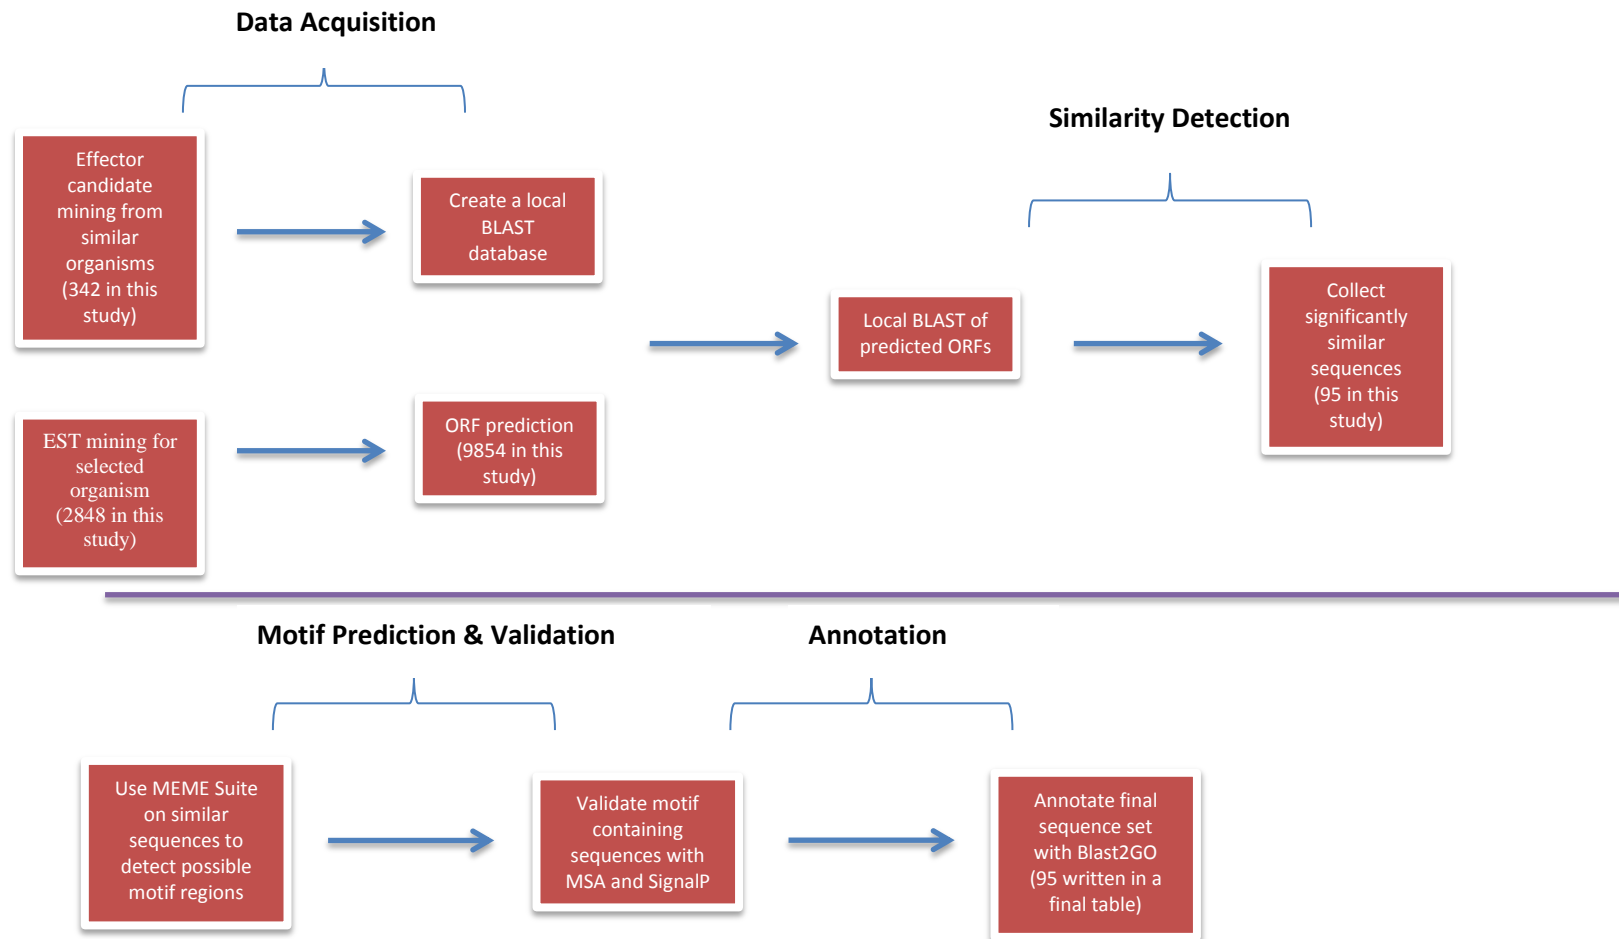 Data Acquisition
Effector
candidate
mining from
similar
organisms
(342 in this
study)
Create a local
BLAST
database
EST mining for
selected
organism
(2848 in this
study)
ORF prediction
(9854 in this
study)
Similarity Detection
Local BLAST of
predicted ORFs
Collect
significantly
similar
sequences
(95 in this
study)
Motif Prediction & Validation
Annotation
Use MEME Suite
on similar
sequences to
detect possible
motif regions
Validate motif
containing
sequences with
MSA and SignalP
Annotate final
sequence set
with Blast2GO
(95 written in a
final table)